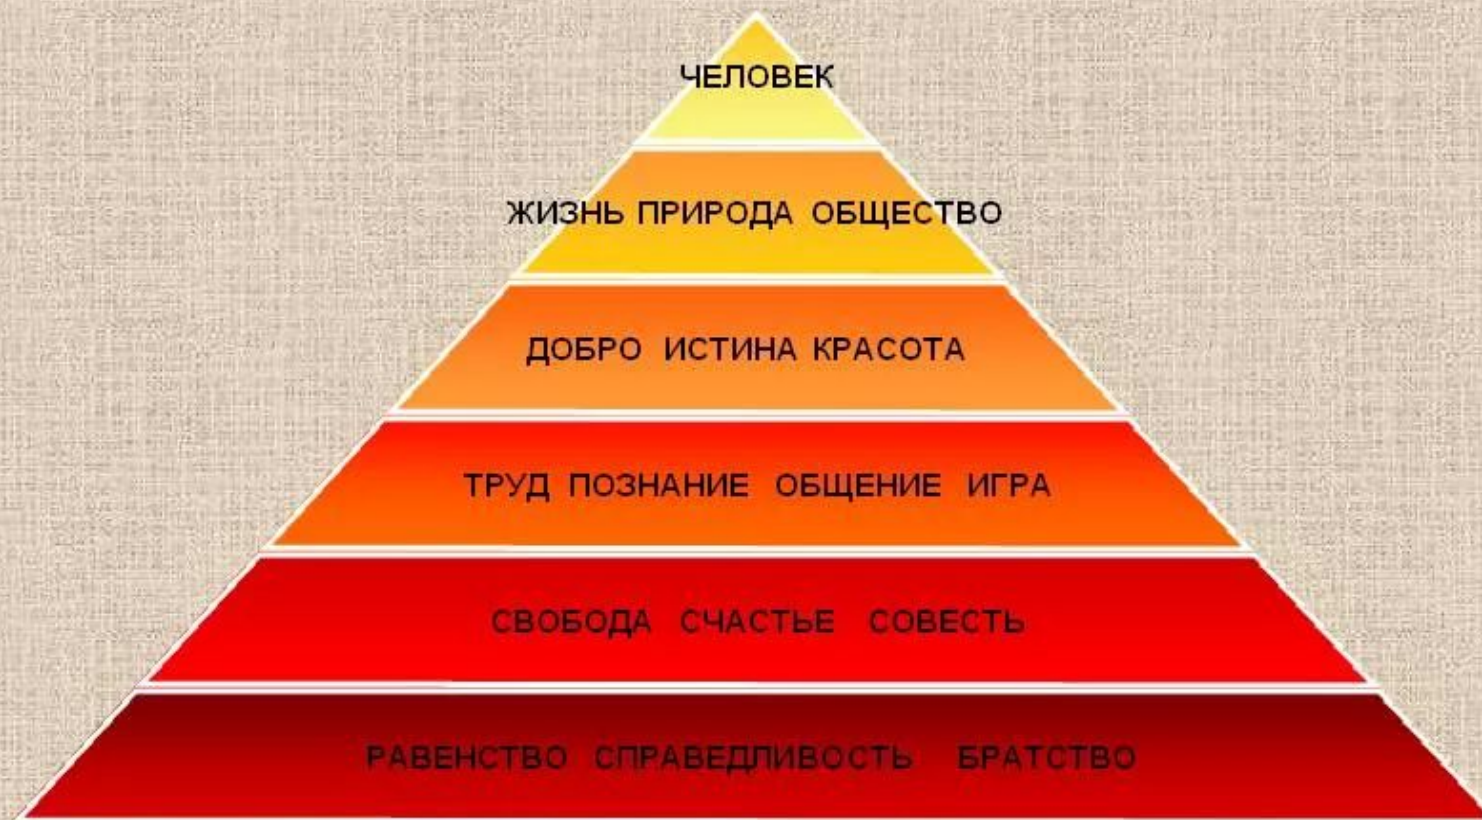 ЧЕЛОВЕК
ЖИЗНЬ ПРИРОДА ОБЩЕСТВО
ДОБРО ИСТИНА КРАСОТА
ТРУД ПОЗНАНИЕ ОБЩЕНИЕ ИГРА
СВОБОДА СЧАСТЬЕ СОВЕСТЬ
РАВЕНСТВО СПРАВЕДЛИВОСТЬ БРАТСТВО